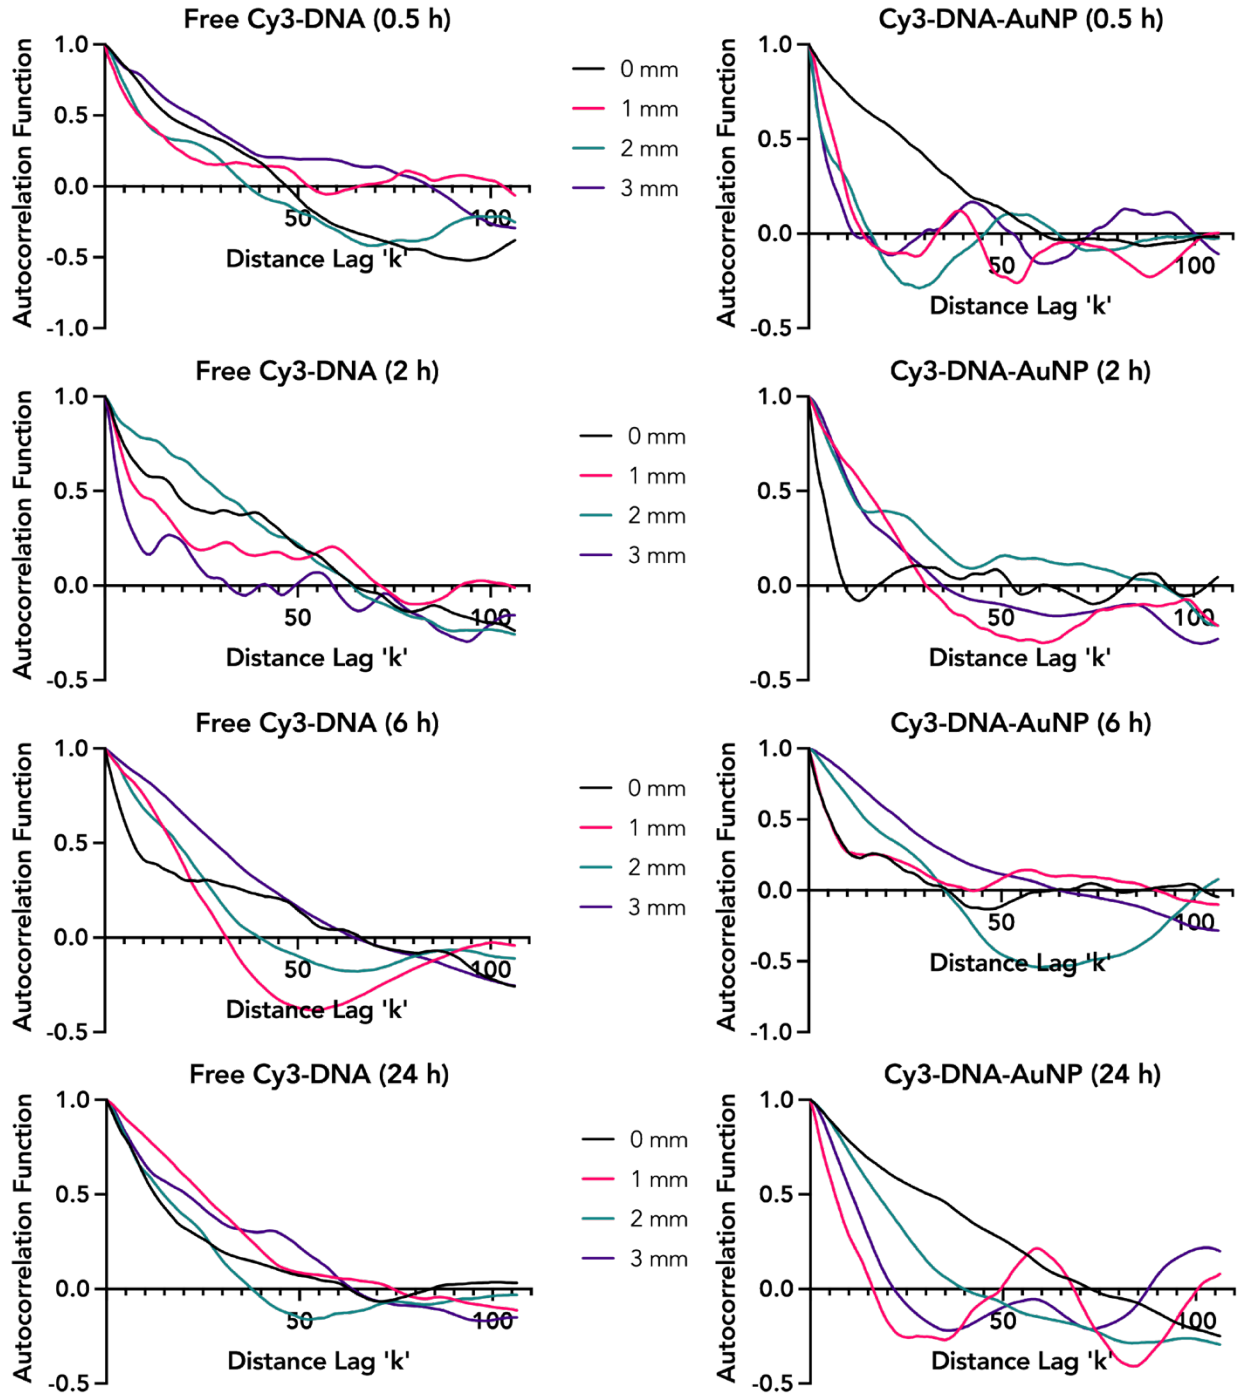 Free Cy3-DNA (0.5 h)
Autocorrelation Function
1.0
0.5
0.0
-0.5
-1.0
50
100
Distance Lag 'k'
0 mm
1 mm
2 mm
3 mm
Cy3-DNA-AuNP (0.5 h)
Autocorrelation Function
1.0
0.5
0.0
-0.5
50
100
Distance Lag 'k'
Free Cy3-DNA (2 h)
Autocorrelation Function
1.0
0.5
0.0
-0.5
50
100
Distance Lag 'k'
0 mm
1 mm
2 mm
3 mm
Cy3-DNA-AuNP (2 h)
Autocorrelation Function
1.0
0.5
0.0
-0.5
50
100
Distance Lag 'k'
Free Cy3-DNA (6 h)
Autocorrelation Function
1.0
0.5
0.0
-0.5
50
100
Distance Lag 'k'
0 mm
1 mm
2 mm
3 mm
Cy3-DNA-AuNP (6 h)
Autocorrelation Function
1.0
0.5
0.0
-0.5
-1.0
50
100
Distance Lag 'k'
Free Cy3-DNA (24 h)
Autocorrelation Function
1.0
0.5
0.0
-0.5
50
100
Distance Lag 'k'
0 mm
1 mm
2 mm
3 mm
Cy3-DNA-AuNP (24 h)
Autocorrelation Function
1.0
0.5
0.0
-0.5
50
100
Distance Lag 'k'